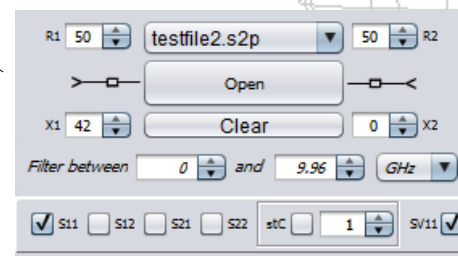 R1 50 testfile2.s2p 50 R2
Open
X1 42 Clear 0 X2
Filter between 0 and 9.96 GHz
S11 S12 S21 S22 stC 1 SV11